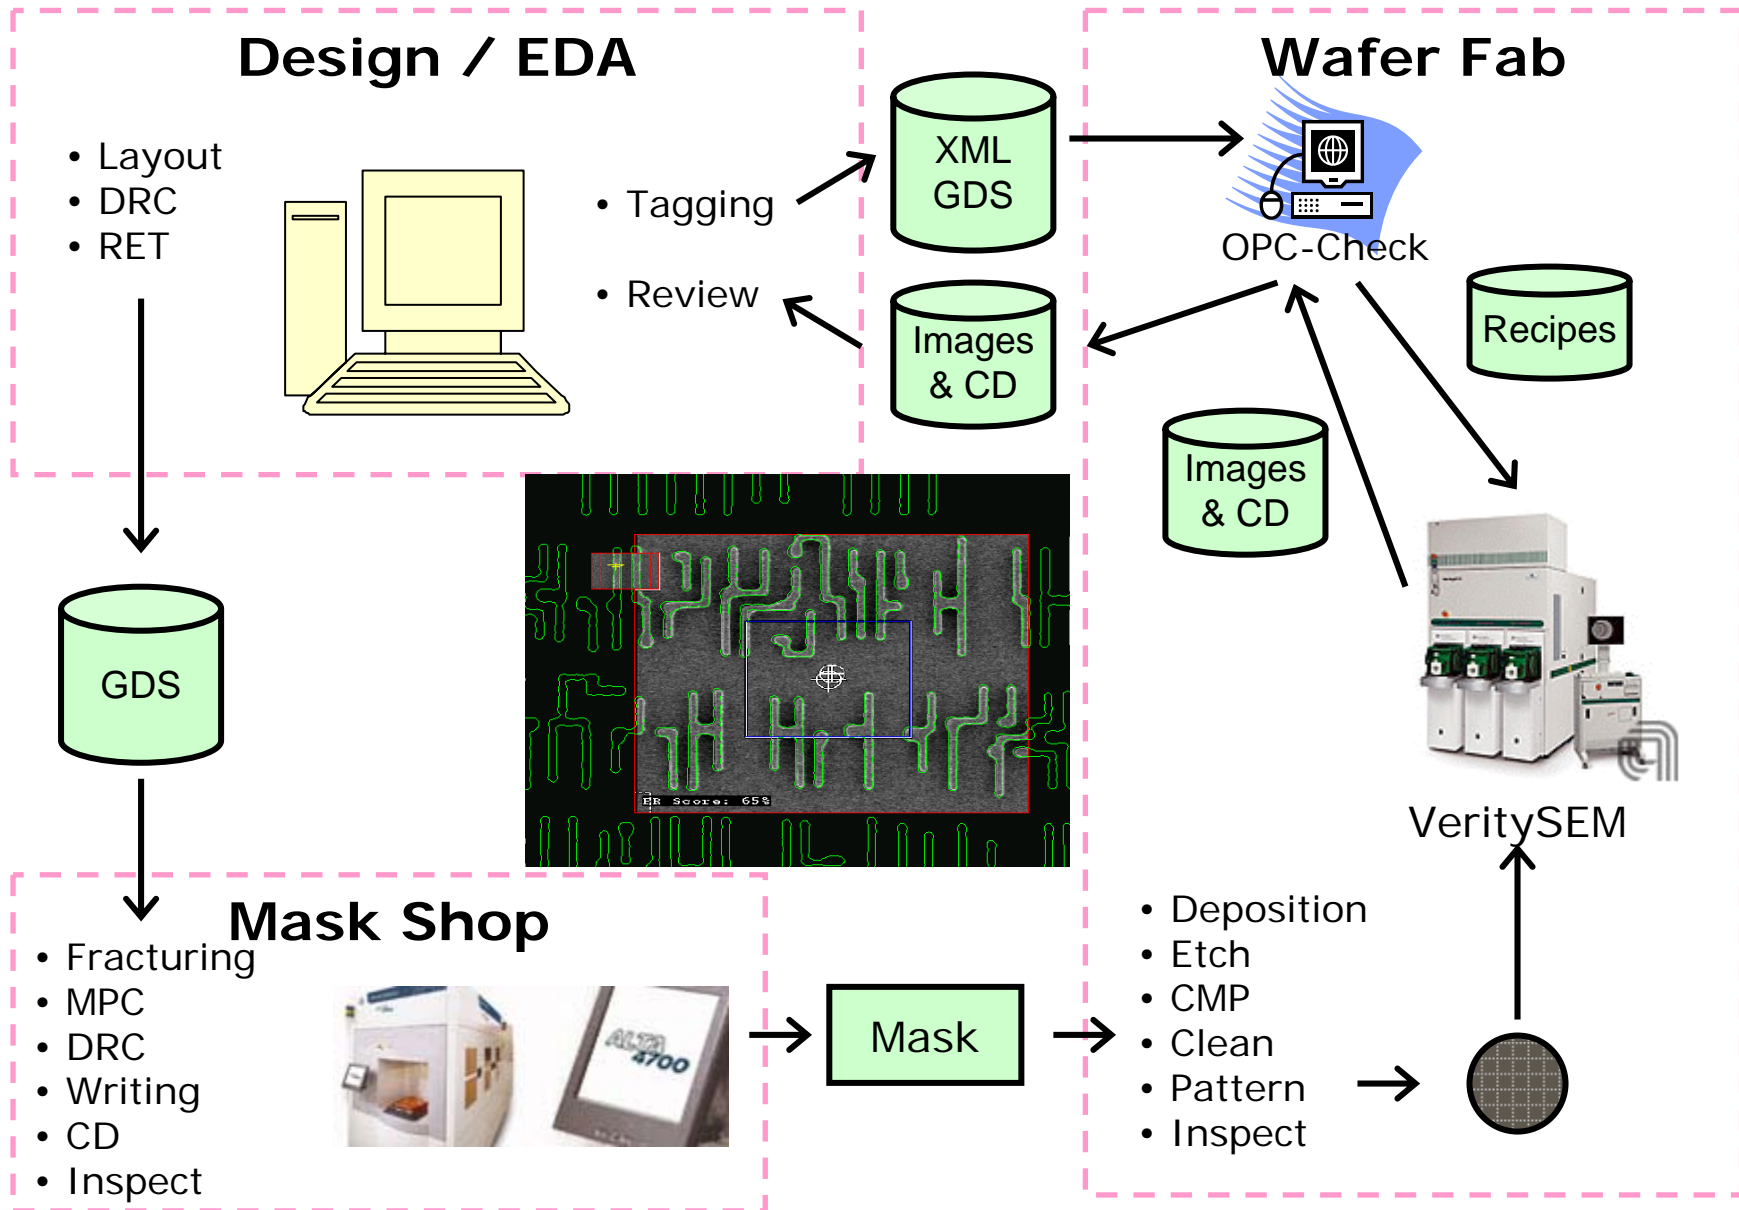 Design / EDA
• Layout
• DRC
• RET
• Tagging
• Review
XML
GDS
Images
& CD
Wafer Fab
OPC-Check
Recipes
Images
& CD
VeritySEM
GDS
ER Score: 65%
Mask Shop
• Fracturing
• MPC
• DRC
• Writing
• CD
• Inspect
ALTA
4700
Mask
• Deposition
• Etch
• CMP
• Clean
• Pattern
• Inspect